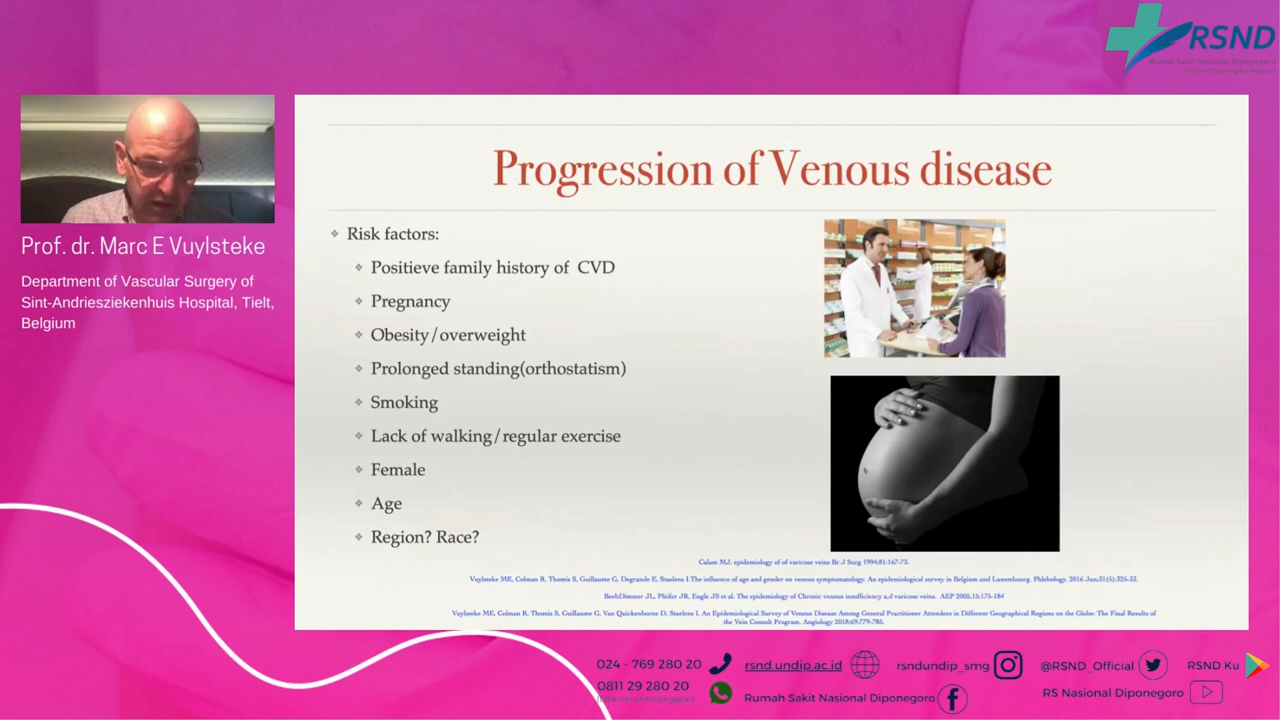 RSND
Rumah Sakit Nasional Diponegoro
Prof. dr. Marc E Vuylsteke
Department of Vascular Surgery of
Sint-Andriesziekenhuis Hospital, Tielt,
Belgium
Progression of Venous disease
Risk factors:
Positieve family history of CVD
Pregnancy
Obesity/overweight
Prolonged standing(orthostatism)
Smoking
Lack of walking/regular exercise
Female
Age
Region? Race?
Calam MJ, epidemiology of of varicose veins Br J Surg 1994;81:167-73.
Vuylsteke ME, Colman R, Thomis S, Guillaume G, Degrande E, Staelens I.The influence of age and gender on venous symptomatology. An epidemiological survey in Belgium and Luxembourg. Phlebology. 2016 Jun;31(5):325-33.
BeebDimmer JL, Pfeifer JR, Engle JS et al. The epidemiology of Chronic venous insufficiency a,d varicose veins. AEP 2005,15:175-184
Vuylsteke ME, Colman R, Thomis S, Guillaume G, Van Quickenborne D, Staelens I. An Epidemiological Survey of Venous Disease Among General Practitioner Attendees in Different Geographical Regions on the Globe: The Final Results of
the Vein Consult Program. Angiology 2018;69:779-785.
024 - 769 280 20
rsnd.undip.ac.id
rsndundip_smg
@RSND_Official
RSND Ku
0811 29 280 20
Rumah Sakit Nasional Diponegoro
RS Nasional Diponegoro